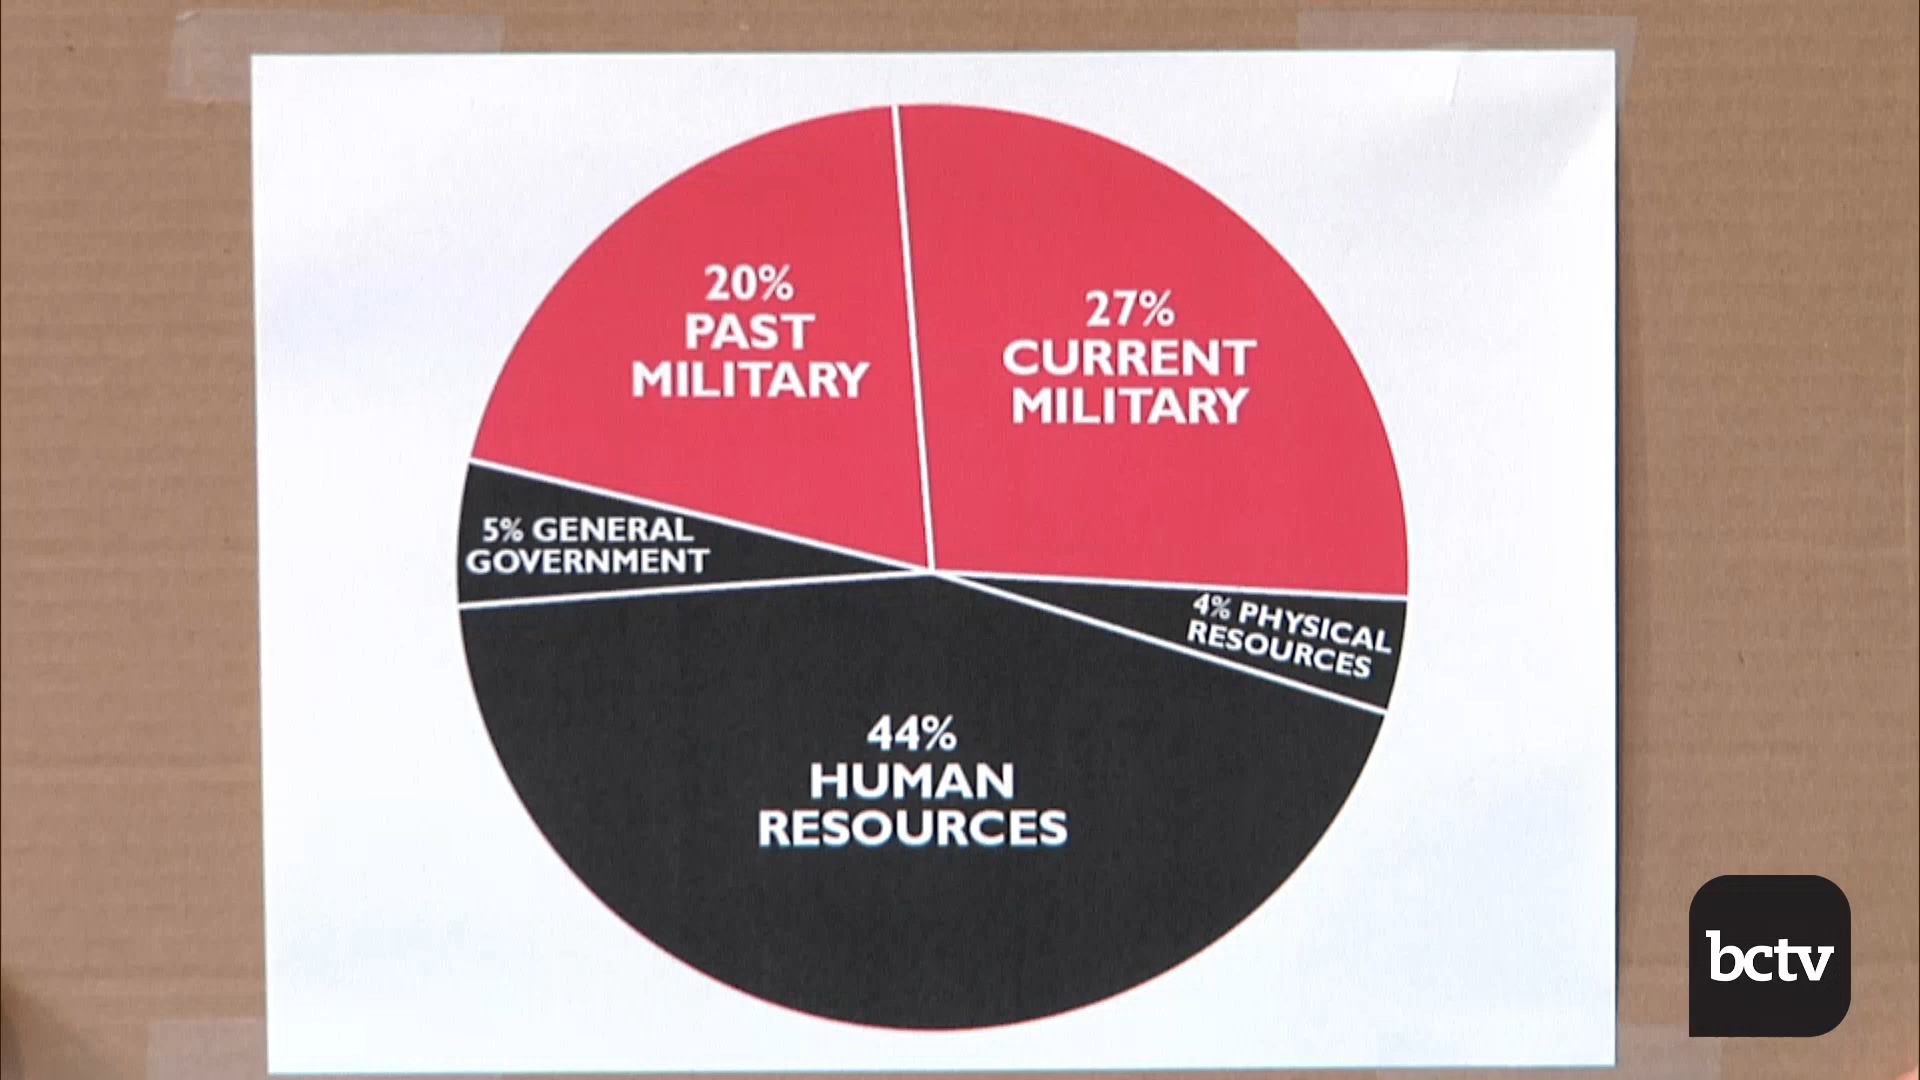 20%
PAST
MILITARY
27%
CURRENT
MILITARY
5% GENERAL
GOVERNMENT
4% PHYSICAL
RESOURCES
44%
HUMAN
RESOURCES
bctv